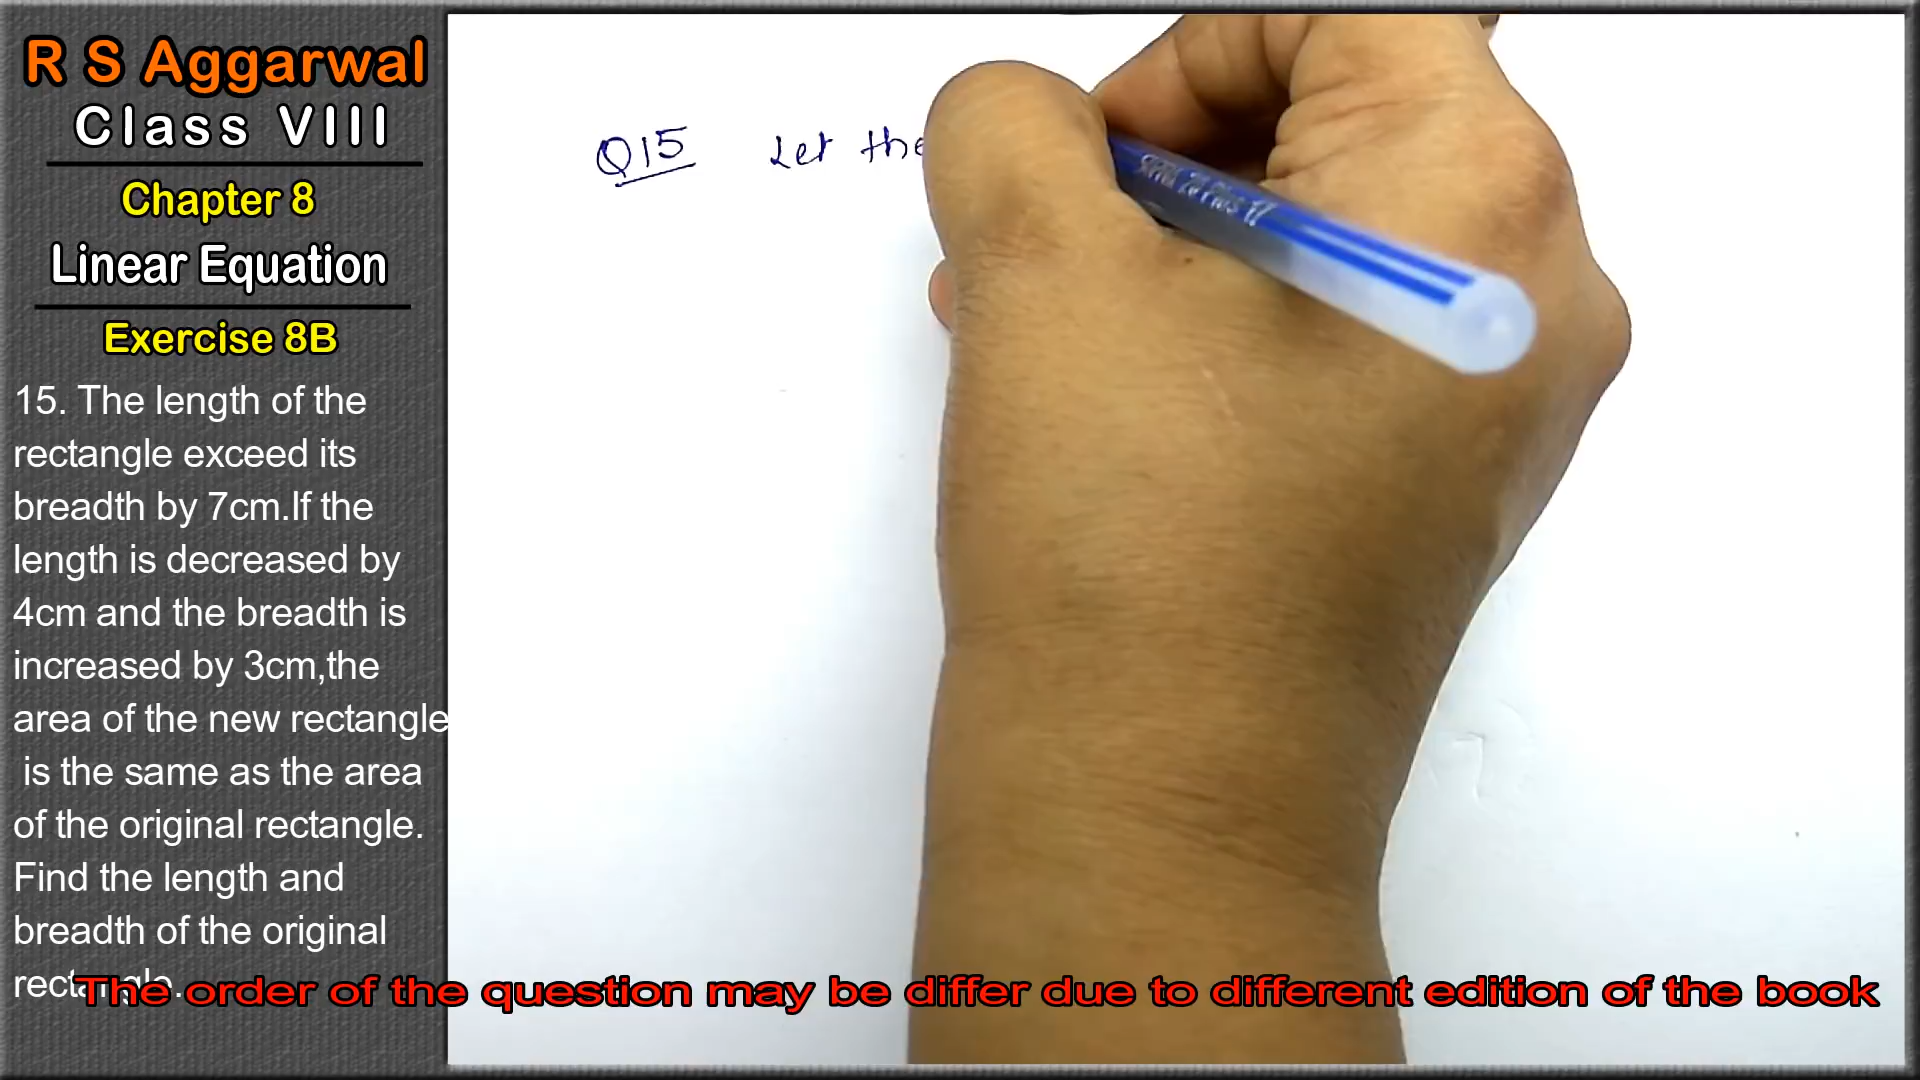 R S Aggarwal
Class VIII
Chapter 8
Linear Equation
Exercise 8B
15. The length of the
rectangle exceed its
breadth by 7cm.If the
length is decreased by
4cm and the breadth is
increased by 3cm,the
area of the new rectangle
is the same as the area
of the original rectangle.
Find the length and
breadth of the original
rectangle.
The order of the question may be differ due to different edition of the book
Q15 Let the